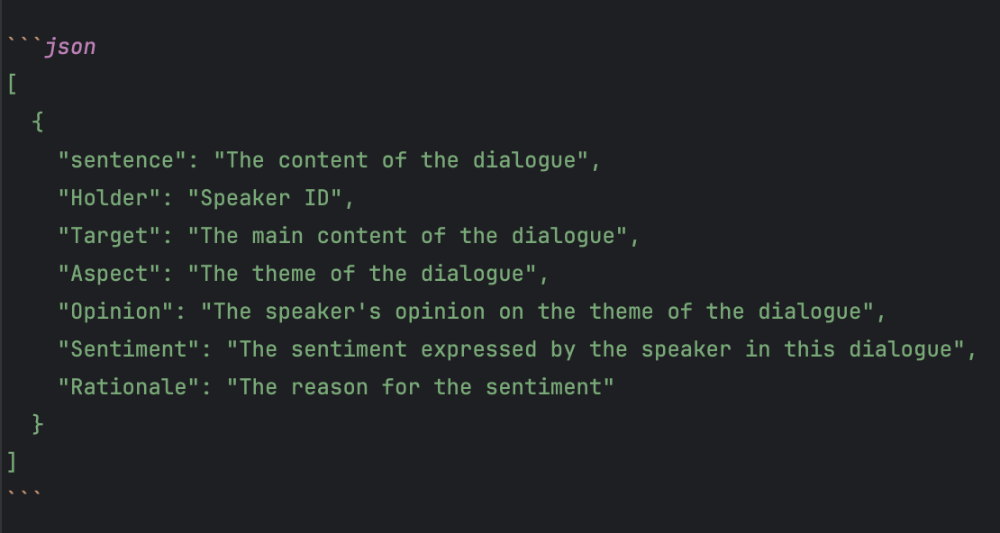 ```json
[
  {
    "sentence": "The content of the dialogue",
    "Holder": "Speaker ID",
    "Target": "The main content of the dialogue",
    "Aspect": "The theme of the dialogue",
    "Opinion": "The speaker's opinion on the theme of the dialogue",
    "Sentiment": "The sentiment expressed by the speaker in this dialogue",
    "Rationale": "The reason for the sentiment"
  }
]
```